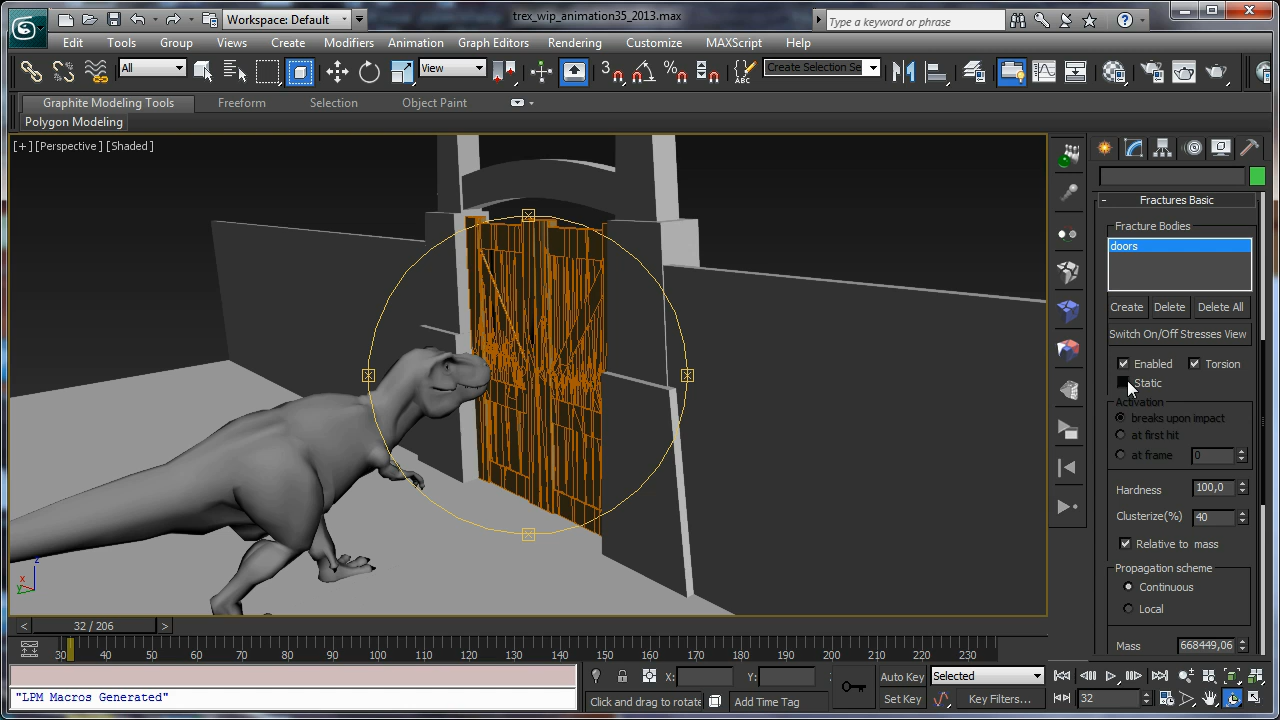 Workspace: Default
trex_wip_animation35_2013.max
Type a keyword or phrase
Edit Tools Group Views Create Modifiers Animation Graph Editors Rendering Customize MAXScript Help
All
View
3
%
ABC
Create Selection Se
Graphite Modeling Tools Freeform Selection Object Paint
Polygon Modeling
[+] [Perspective] [Shaded]
Fractures Basic
Fracture Bodies
doors
Create Delete Delete All
Switch On/Off Stresses View
Enabled Torsion
Static
Activation
breaks upon impact
at first hit
at frame 0
Hardness 100,0
Clusterize(%) 40
Relative to mass
Propagation scheme
Continuous
Local
Mass 668449,06
z
x
y
< 32 / 206 >
30 40 50 60 70 80 90 100 110 120 130 140 150 160 170 180 190 200 210 220 230
X: Y:
Auto Key Selected
"LPM Macros Generated"
Click and drag to rotate
Add Time Tag
Set Key Key Filters... 32